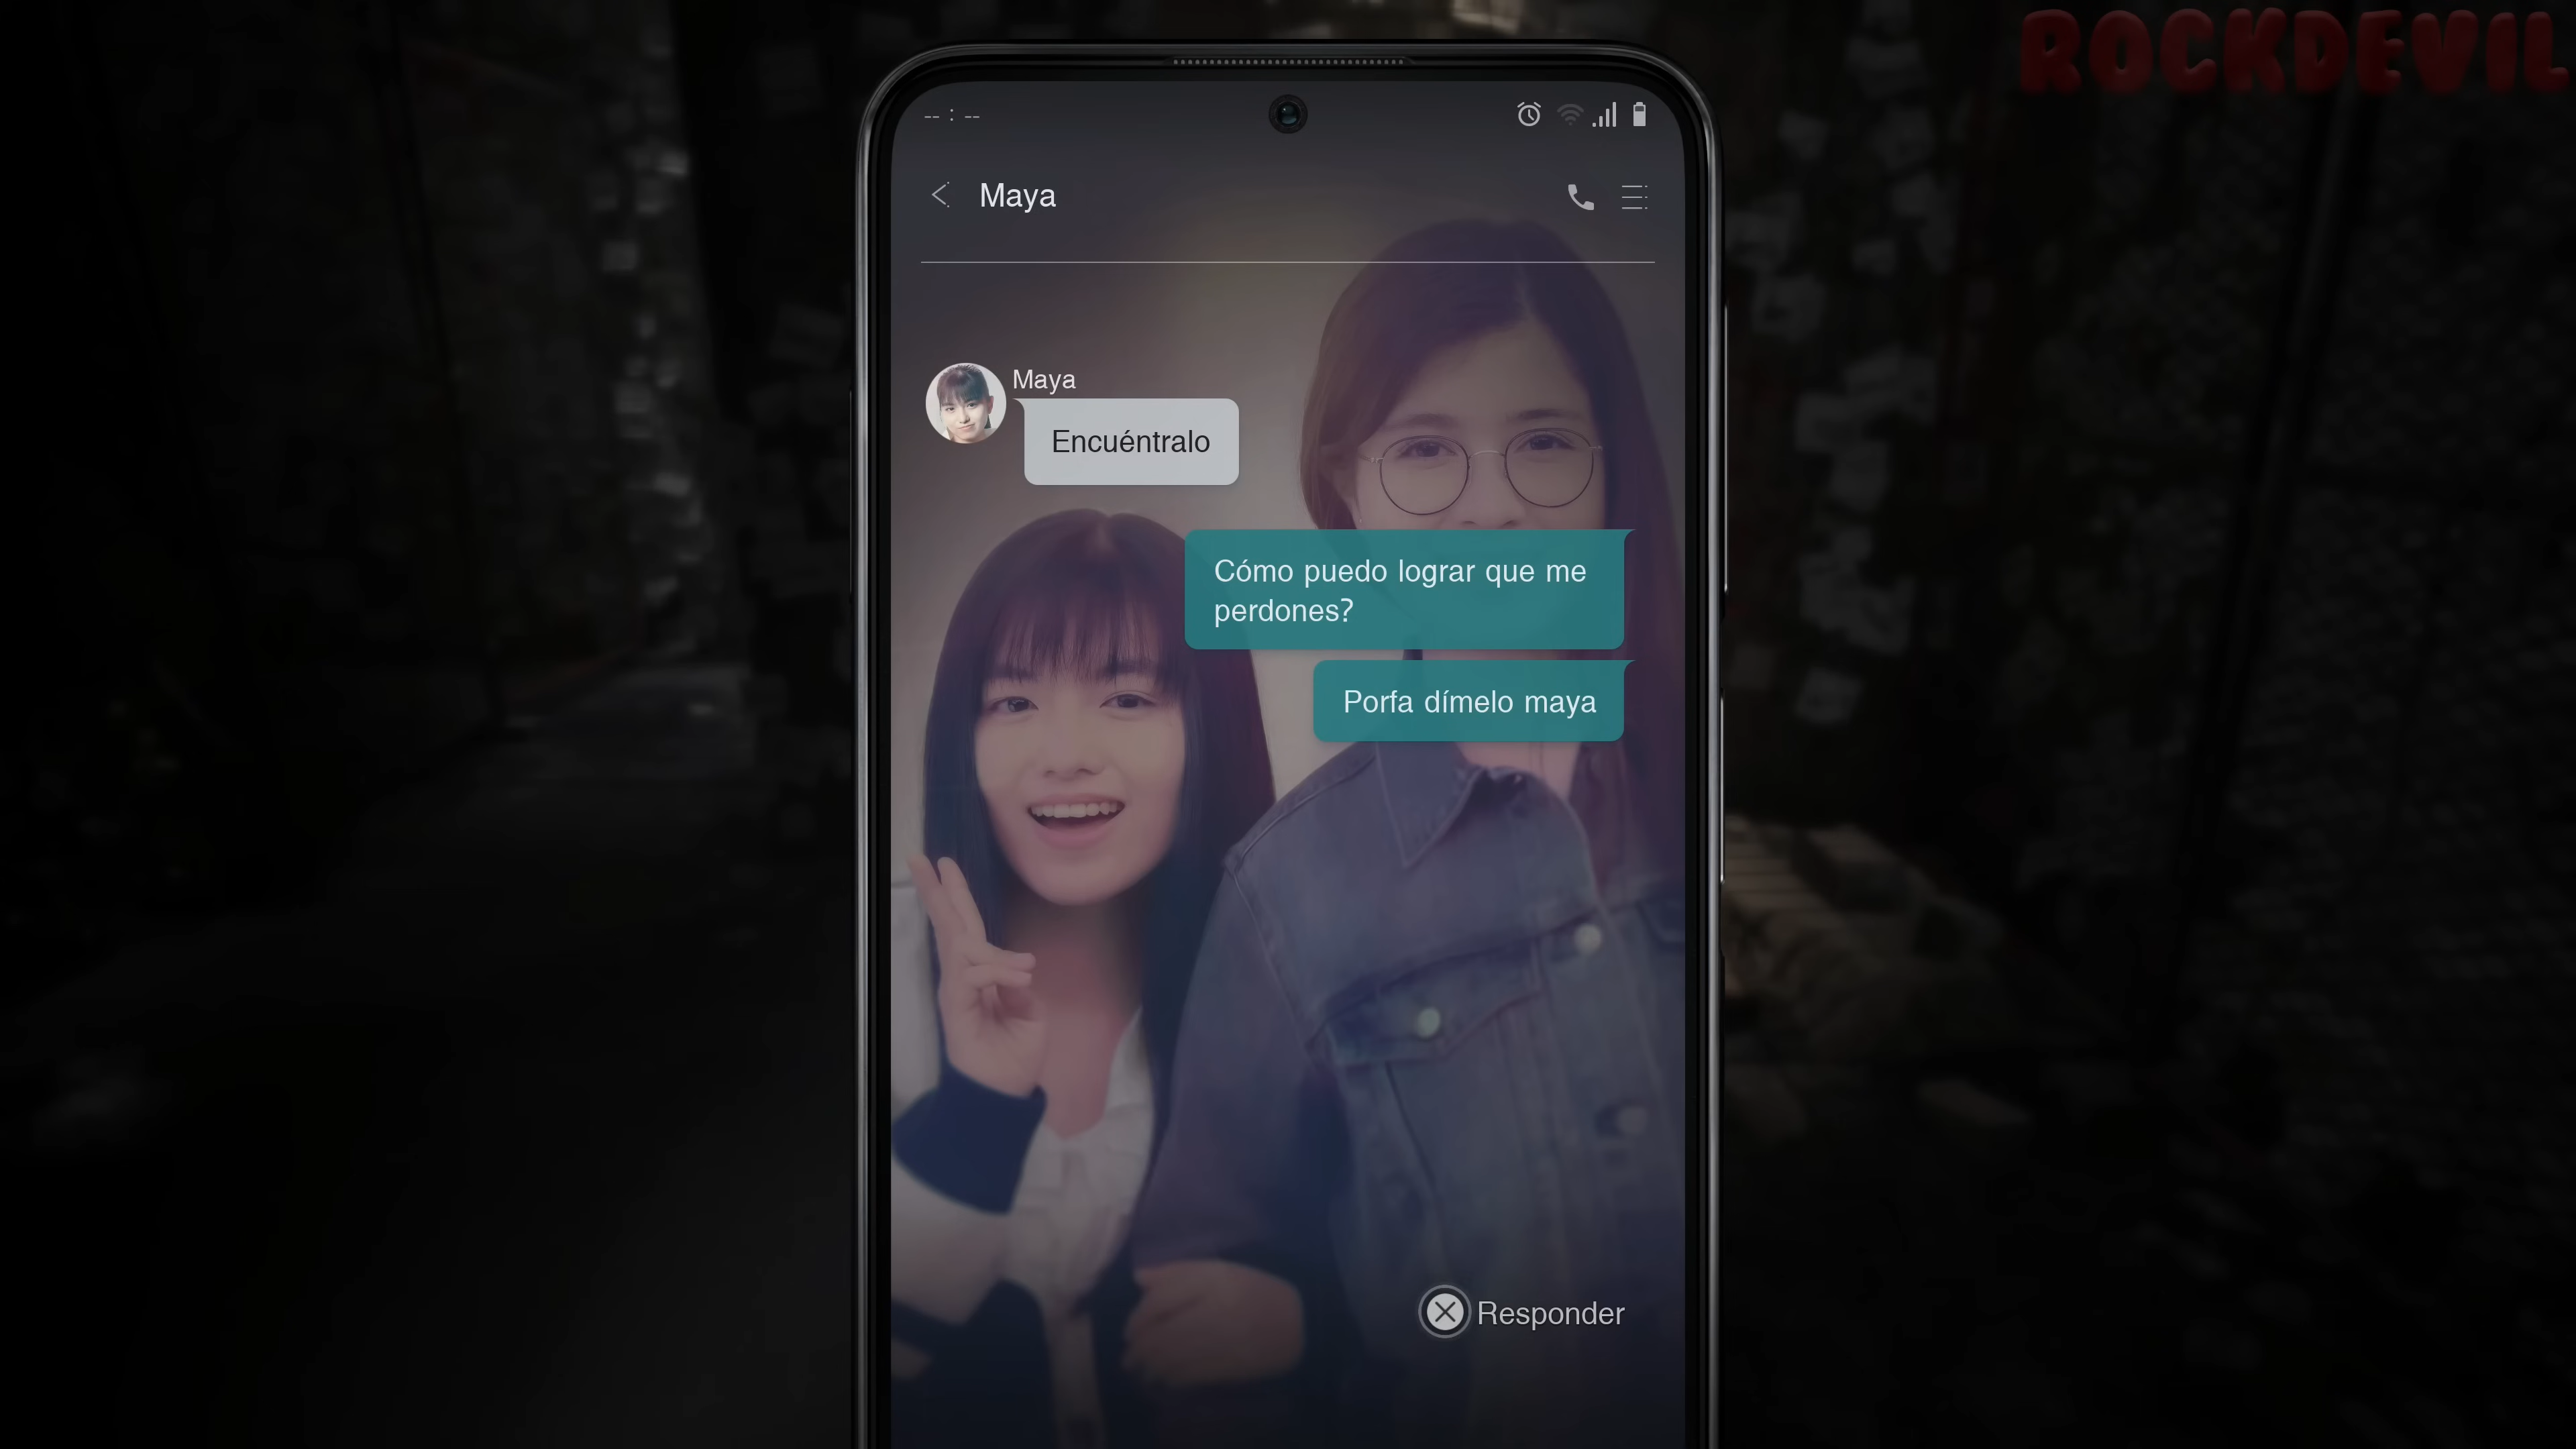 ROCKDEVIL
-- : --
Maya
Maya
Encuéntralo
Cómo puedo lograr que me
perdones?
Porfa dímelo maya
Responder